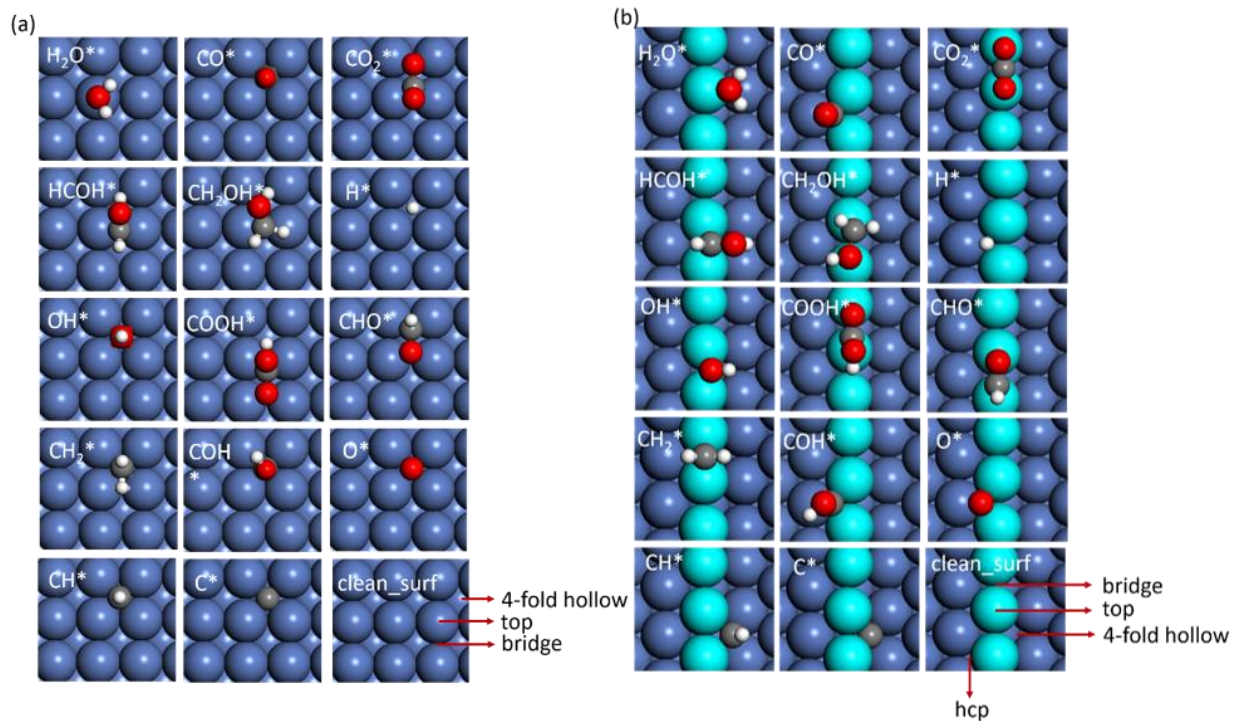 (a)
H₂O*
CO*
CO₂*
HCOH*
CH₂OH*
H*
OH*
COOH*
CHO*
CH₂*
COH
*
O*
CH*
C*
clean_surf
4-fold hollow
top
bridge
(b)
H₂O*
CO*
CO₂*
HCOH*
CH₂OH*
H*
OH*
COOH*
CHO*
CH₂*
COH*
O*
CH*
C*
clean_surf
bridge
top
4-fold hollow
hcp